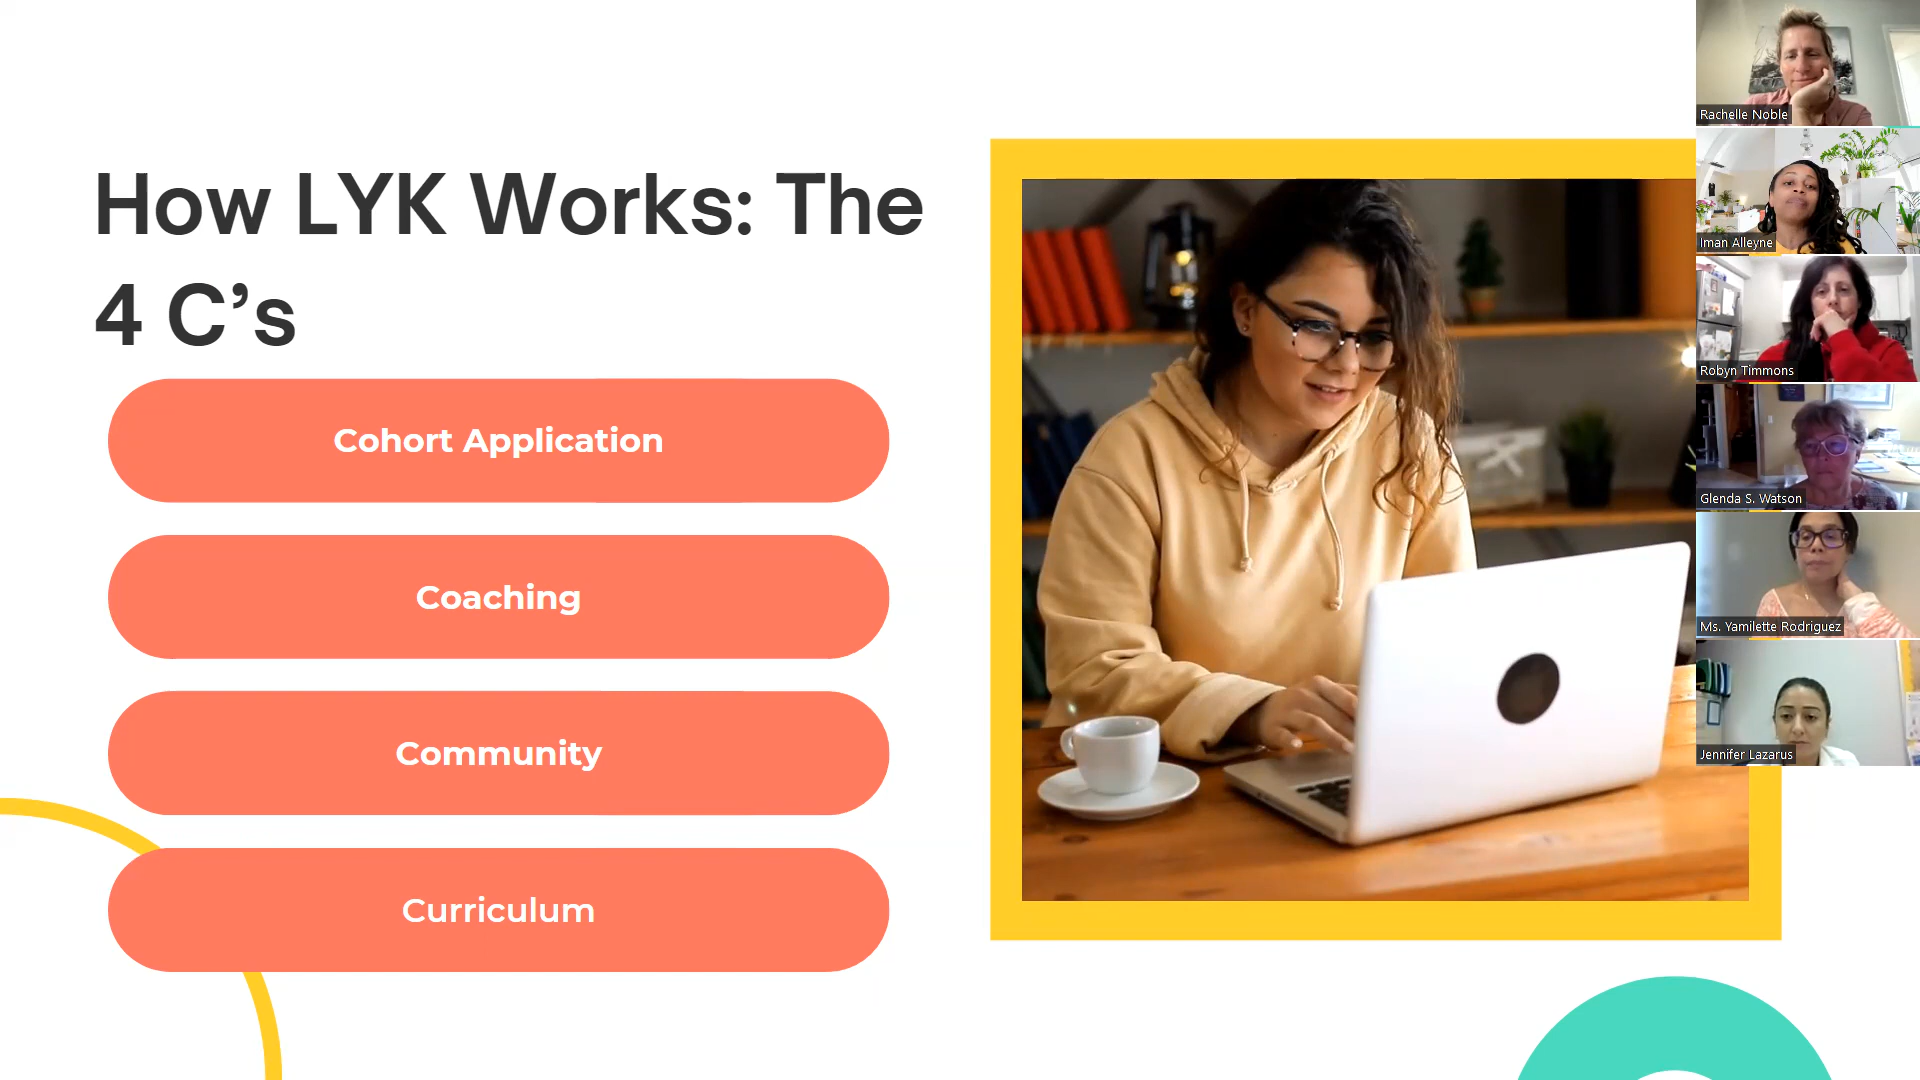 How LYK Works: The
4 C’s
Cohort Application
Coaching
Community
Curriculum
Rachelle Noble
Iman Alleyne
Robyn Timmons
Glenda S. Watson
Ms. Yamilette Rodriguez
Jennifer Lazarus